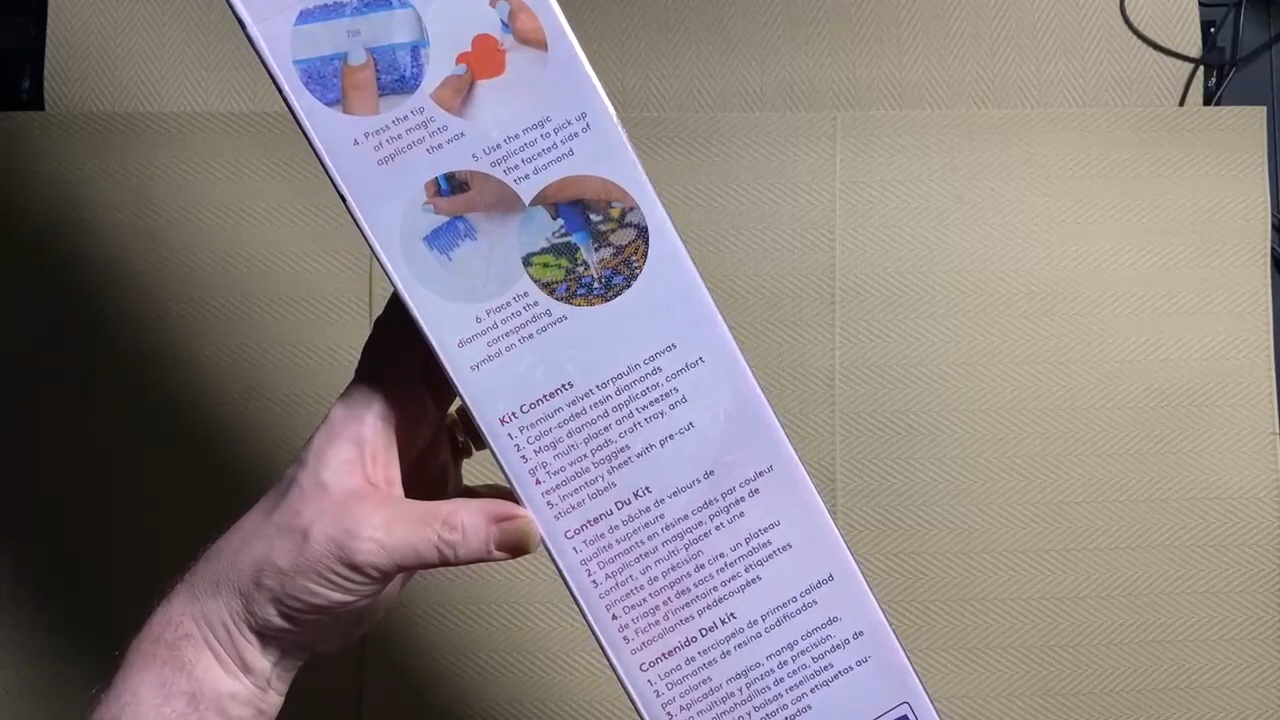 798
4. Press the tip
of the magic
applicator into
the wax
5. Use the magic
applicator to pick up
the faceted side of
the diamond
6. Place the
diamond onto the
corresponding
symbol on the canvas
Kit Contents
1. Premium velvet tarpaulin canvas
2. Color-coded resin diamonds
3. Magic diamond applicator, comfort
grip, multi-placer and tweezers
4. Two wax pads, craft tray, and
resealable baggies
5. Inventory sheet with pre-cut
sticker labels
Contenu Du Kit
1. Toile de bâche de velours de
qualité supérieure
2. Diamants en résine codés par couleur
3. Applicateur magique, poignée de
confort, un multi-placer et une
pincette de précision
4. Deux tampons de cire, un plateau
de triage et des sacs refermables
5. Fiche d'inventaire avec étiquettes
autocollantes prédécoupées
Contenido Del kit
1. Lona de terciopelo de primera calidad
2. Diamantes de resina codificados
por colores
3. Aplicador mágico, mango cómodo,
múltiple y pinzas de precisión.
almohadillas de cera, bandeja de
y bolsas resellables
con etiquetas au-